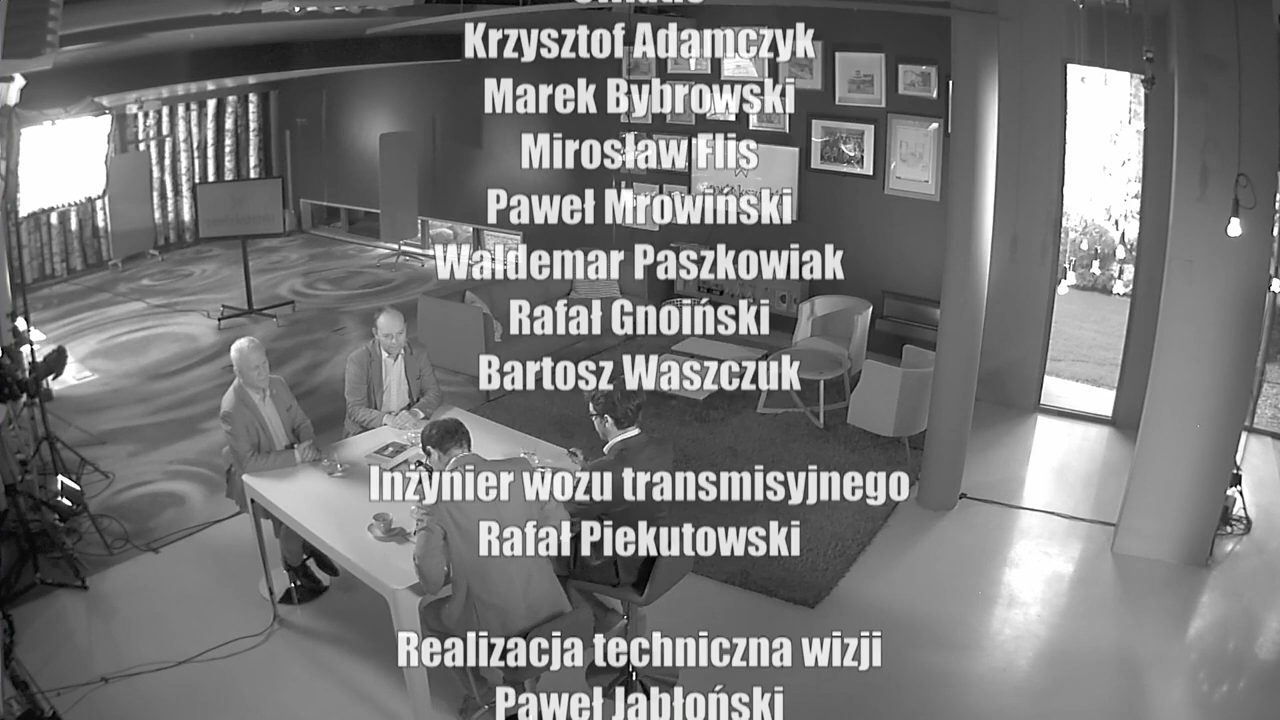 Krzysztof Adamczyk
Marek Bybrowski
Mirosław Flis
Paweł Mrowiński
Waldemar Paszkowiak
Rafał Gnoiński
Bartosz Waszczuk
Inżynier wozu transmisyjnego
Rafał Piekutowski
Realizacja techniczna wizji
Paweł Jabłoński